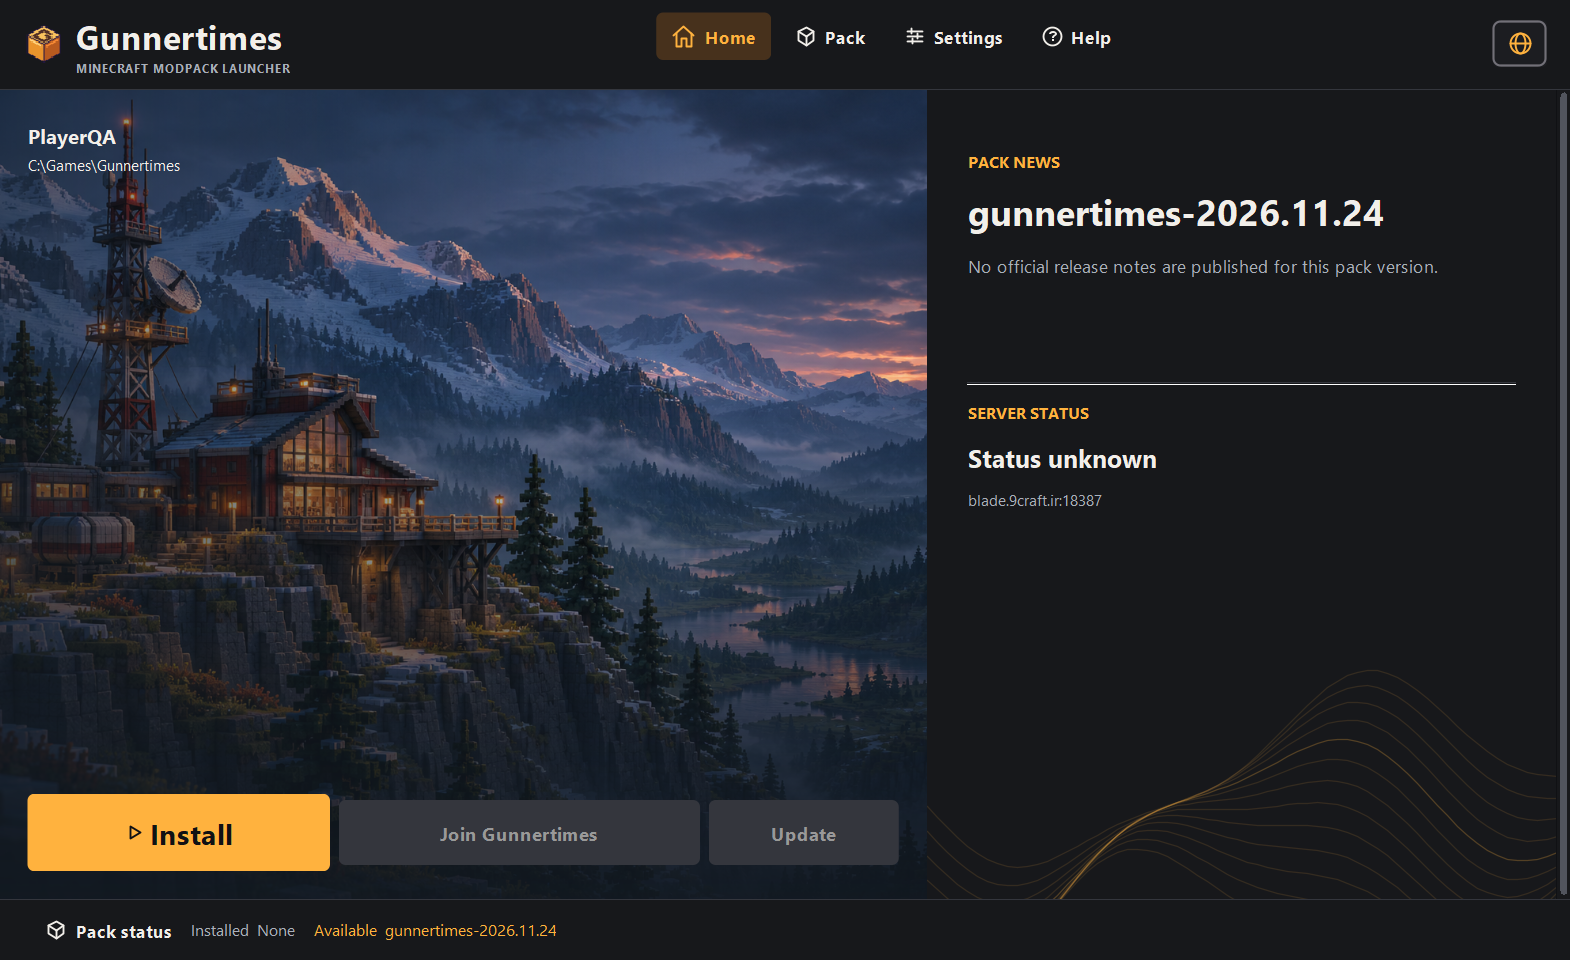 Gunnertimes
MINECRAFT MODPACK LAUNCHER
Home
Pack
Settings
Help
PlayerQA
C:\Games\Gunnertimes
PACK NEWS
gunnertimes-2026.11.24
No official release notes are published for this pack version.
SERVER STATUS
Status unknown
blade.9craft.ir:18387
Install
Join Gunnertimes
Update
Pack status
Installed None
Available gunnertimes-2026.11.24